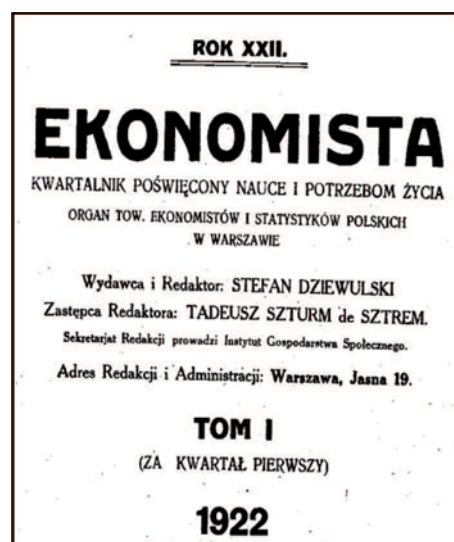 ROK XXII.
EKONOMISTA
KWARTALNIK POŚWIĘCONY NAUCE I POTRZEBOM ŻYCIA
ORGAN TOW. EKONOMISTÓW I STATYSTYKÓW POLSKICH
W WARSZAWIE
Wydawca i Redaktor: STEFAN DZIEWULSKI
Zastępca Redaktora: TADEUSZ SZTURM de SZTREM.
Sekretarjat Redakcji prowadzi Instytut Gospodarstwa Społecznego.
Adres Redakcji i Administracji: Warszawa, Jasna 19.
TOM I
(ZA KWARTAŁ PIERWSZY)
1922